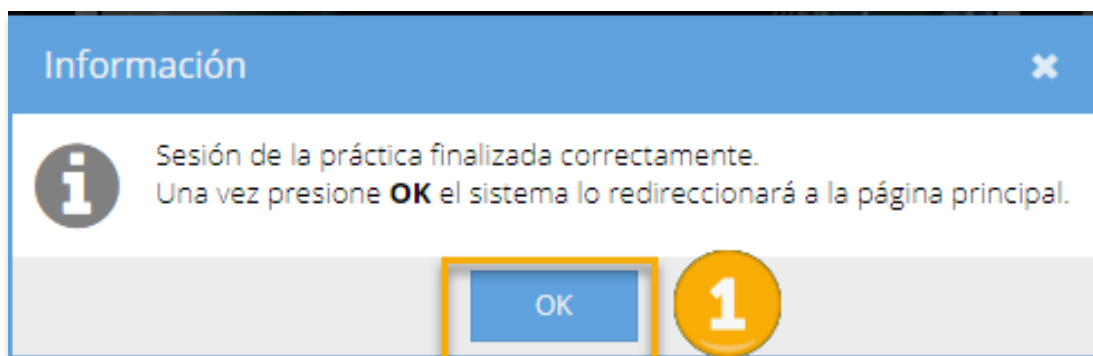 Información
Sesión de la práctica finalizada correctamente.
Una vez presione OK el sistema lo redireccionará a la página principal.
OK
1